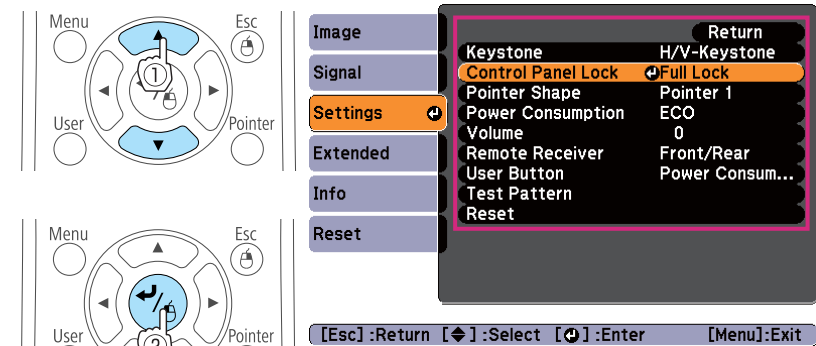 Menu
Esc
①
User
Pointer
Menu
Esc
User
Pointer
Image
Signal
Settings
Extended
Info
Reset
Return
Keystone H/V-Keystone
Control Panel Lock Full Lock
Pointer Shape Pointer 1
Power Consumption ECO
Volume 0
Remote Receiver Front/Rear
User Button Power Consum...
Test Pattern
Reset
[Esc] :Return [◆] :Select [⏎] :Enter [Menu]:Exit